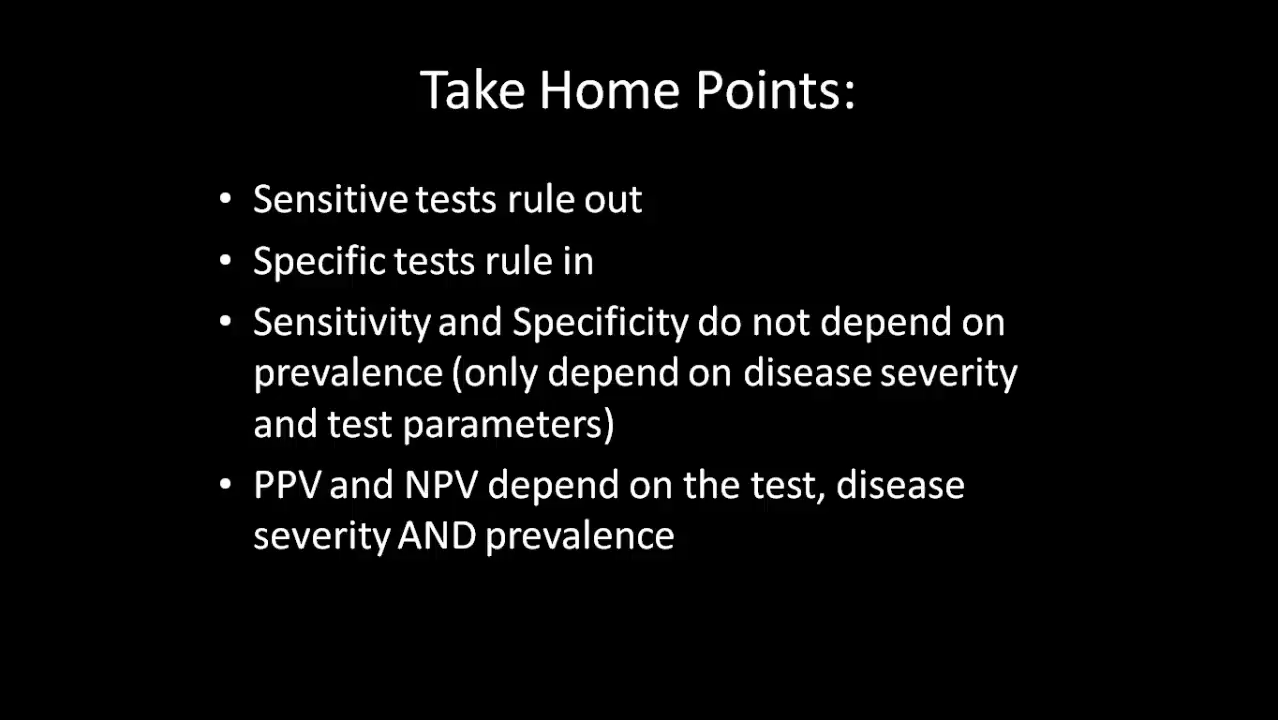 Take Home Points:
• Sensitive tests rule out
• Specific tests rule in
• Sensitivity and Specificity do not depend on
prevalence (only depend on disease severity
and test parameters)
• PPV and NPV depend on the test, disease
severity AND prevalence